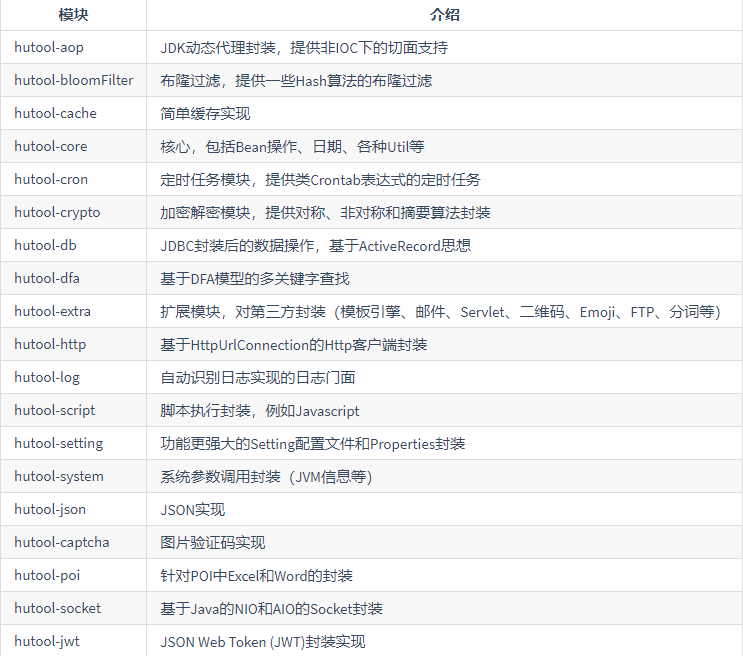 模块 介绍
hutool-aop JDK动态代理封装，提供非IOC下的切面支持
hutool-bloomFilter 布隆过滤，提供一些Hash算法的布隆过滤
hutool-cache 简单缓存实现
hutool-core 核心，包括Bean操作、日期、各种Util等
hutool-cron 定时任务模块，提供类Crontab表达式的定时任务
hutool-crypto 加密解密模块，提供对称、非对称和摘要算法封装
hutool-db JDBC封装后的数据操作，基于ActiveRecord思想
hutool-dfa 基于DFA模型的多关键字查找
hutool-extra 扩展模块，对第三方封装（模板引擎、邮件、Servlet、二维码、Emoji、FTP、分词等）
hutool-http 基于HttpUrlConnection的Http客户端封装
hutool-log 自动识别日志实现的日志门面
hutool-script 脚本执行封装，例如Javascript
hutool-setting 功能更强大的Setting配置文件和Properties封装
hutool-system 系统参数调用封装（JVM信息等）
hutool-json JSON实现
hutool-captcha 图片验证码实现
hutool-poi 针对POI中Excel和Word的封装
hutool-socket 基于Java的NIO和AIO的Socket封装
hutool-jwt JSON Web Token (JWT)封装实现